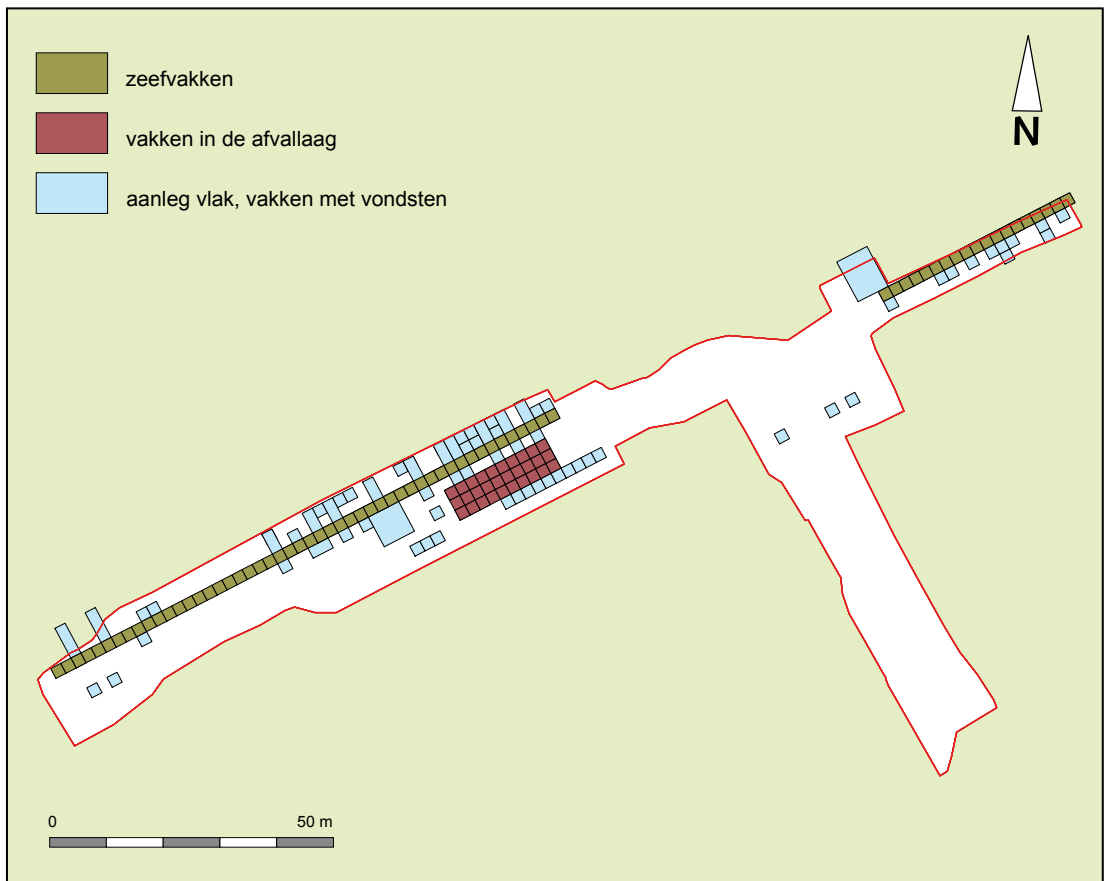 zeefvakken
vakken in de afvallaag
aanleg vlak, vakken met vondsten
N
0 50 m